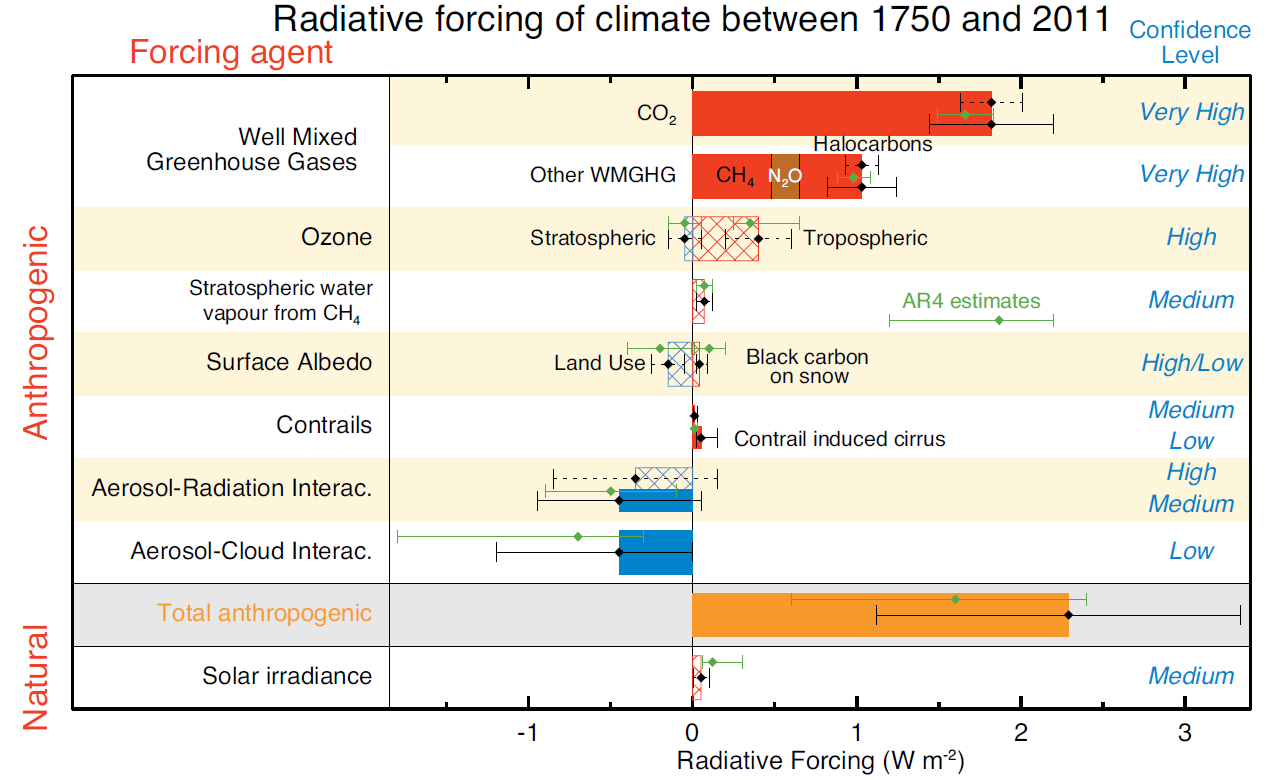 Radiative forcing of climate between 1750 and 2011
Forcing agent
Confidence
Level
Anthropogenic
Well Mixed
Greenhouse Gases
CO₂
Very High
Halocarbons
Other WMGHG
CH₄
N₂O
Very High
Ozone
Stratospheric
Tropospheric
High
Stratospheric water
vapour from CH₄
AR4 estimates
Medium
Surface Albedo
Land Use
Black carbon
on snow
High/Low
Contrails
Medium
Contrail induced cirrus
Low
Aerosol-Radiation Interac.
High
Medium
Aerosol-Cloud Interac.
Low
Total anthropogenic
Natural
Solar irradiance
Medium
-1 0 1 2 3
Radiative Forcing (W m⁻²)